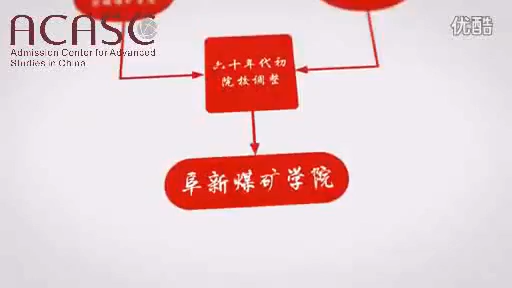 ACASC
Admission Center for Advanced
Studies in China
优酷
六十年代初
院校调整
阜新煤矿学院